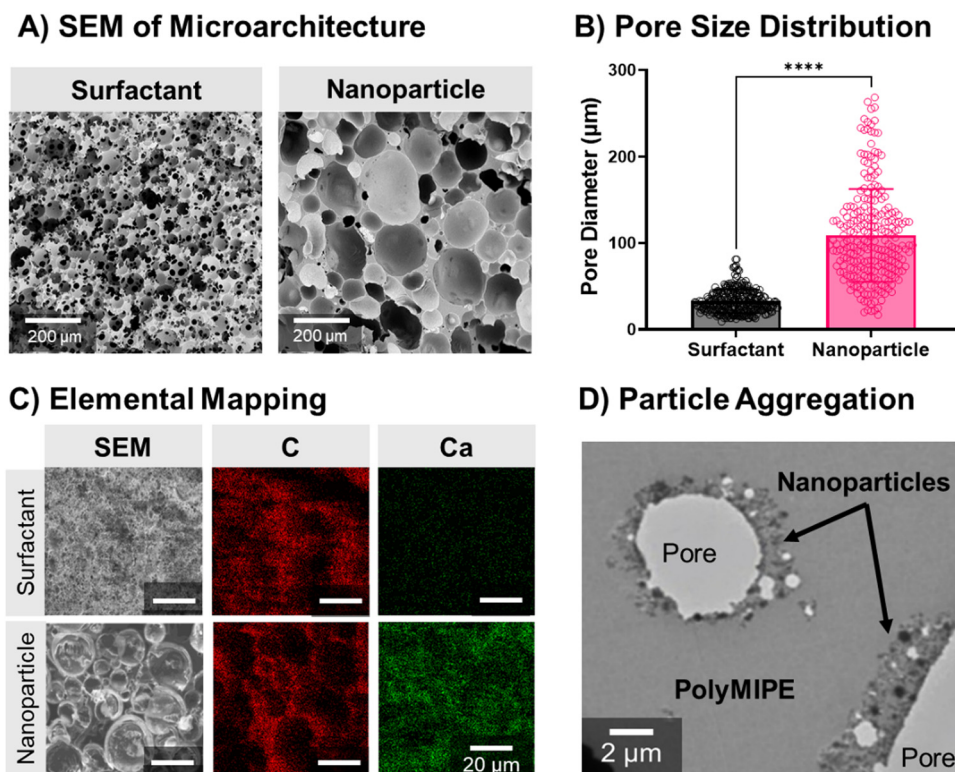 A) SEM of Microarchitecture
Surfactant
Nanoparticle
200 µm
200 µm
B) Pore Size Distribution
****
300
200
100
0
Pore Diameter (µm)
Surfactant
Nanoparticle
C) Elemental Mapping
SEM
C
Ca
Surfactant
Nanoparticle
20 µm
D) Particle Aggregation
Nanoparticles
Pore
PolyMIPE
2 µm
Pore